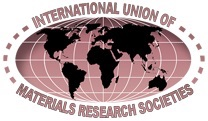 INTERNATIONAL UNION OF
MATERIALS RESEARCH SOCIETIES